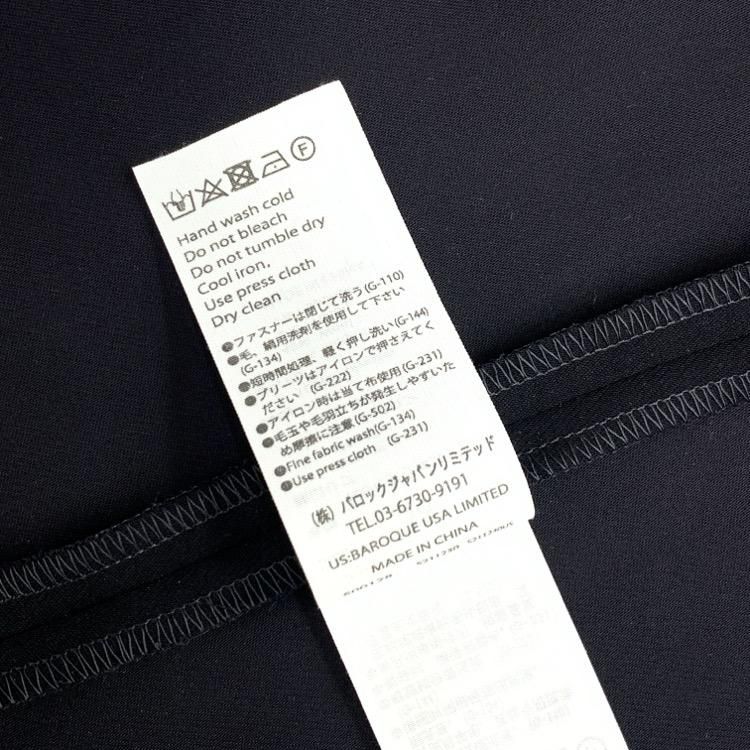 F
Hand wash cold
Do not bleach
Do not tumble dry
Cool iron,
Use press cloth
Dry clean
●ファスナーは閉じて洗う(G-110)
●毛、絹用洗剤を使用して下さい
(G-134)
●短時間処理、軽く押し洗い(G-144)
●プリーツはアイロンで押さえてく
ださい (G-222)
●アイロン時は当て布使用(G-231)
●毛玉や毛羽立ちが発生しやすいた
め摩擦に注意(G-502)
●Fine fabric wash(G-134)
●Use press cloth (G-231)
(株) バロックジャパンリミテッド
TEL.03-6730-9191
US:BAROQUE USA LIMITED
MADE IN CHINA